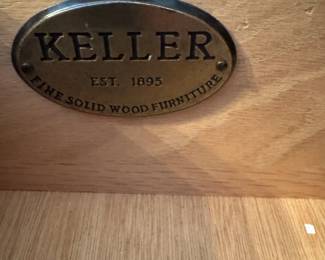 KELLER
EST. 1895
FINE SOLID WOOD FURNITURE